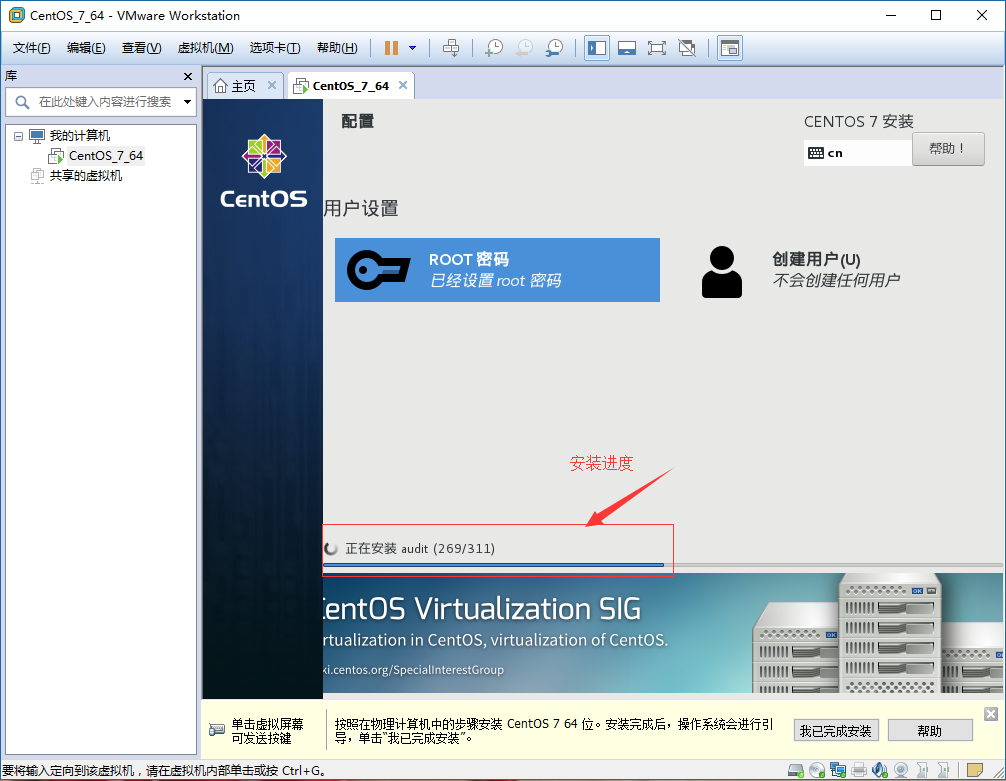 CentOS_7_64 - VMware Workstation
文件(F) 编辑(E) 查看(V) 虚拟机(M) 选项卡(T) 帮助(H)
库
在此处键入内容进行搜索
我的计算机
CentOS_7_64
共享的虚拟机
主页
CentOS_7_64
CentOS
配置
CENTOS 7 安装
cn
帮助！
用户设置
ROOT 密码
已经设置 root 密码
创建用户(U)
不会创建任何用户
安装进度
正在安装 audit (269/311)
CentOS Virtualization SIG
rtualization in CentOS, virtualization of CentOS.
ki.centos.org/SpecialInterestGroup
OK
OK
OK
单击虚拟屏幕
可发送按键
按照在物理计算机中的步骤安装 CentOS 7 64 位。安装完成后，操作系统会进行引
导，单击“我已完成安装”。
我已完成安装
帮助
要将输入定向到该虚拟机，请在虚拟机内部单击或按 Ctrl+G。